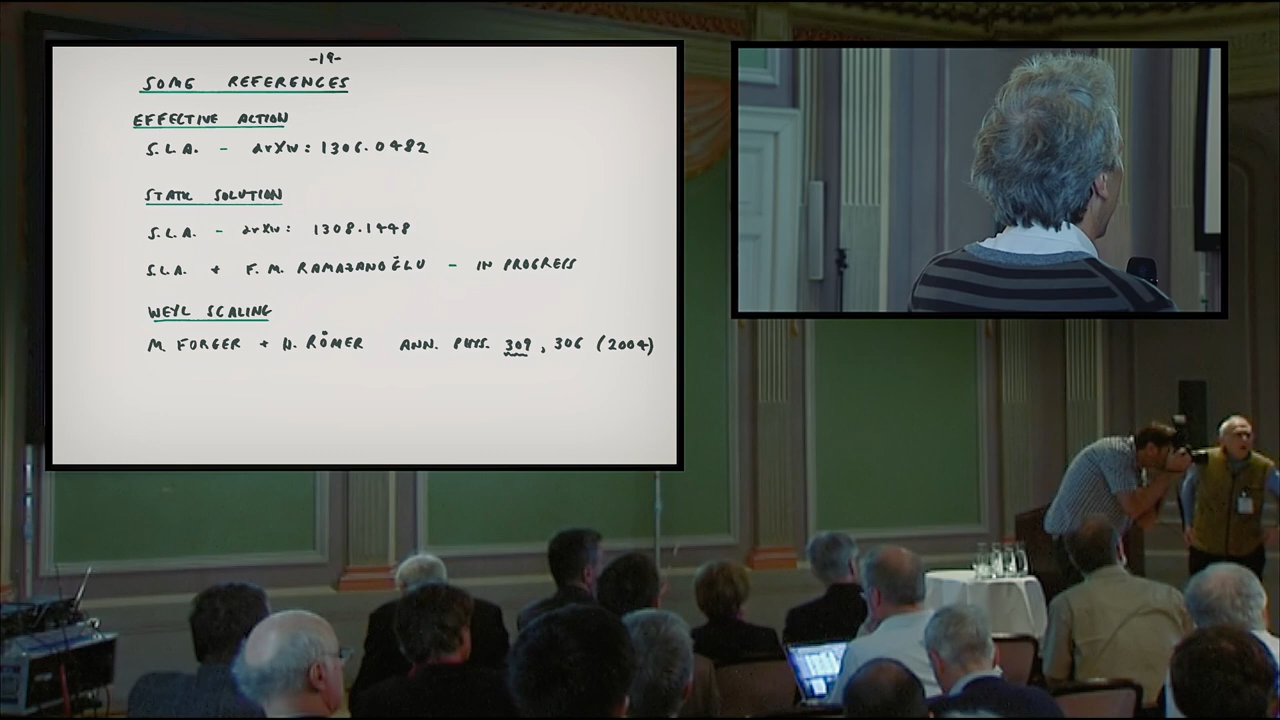 -19-
SOME REFERENCES
EFFECTIVE ACTION
S.L.A. - arXiv: 1306.0482
STATIC SOLUTION
S.L.A. - arXiv: 1308.1448
S.L.A. + F. M. RAMAZANOĞLU - IN PROGRESS
WEYL SCALING
M. FORGER + H. RÖMER ANN. PHYS. 309, 306 (2004)